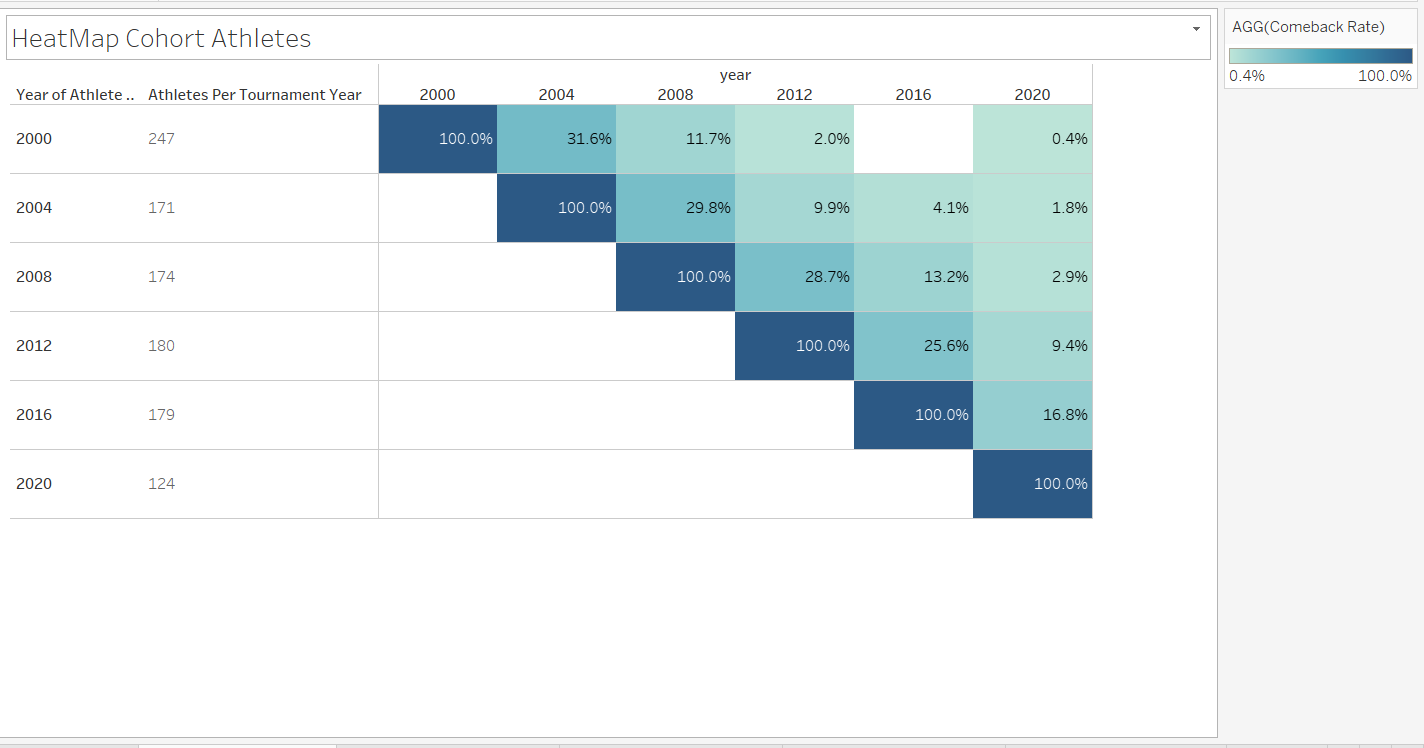 HeatMap Cohort Athletes
AGG(Comeback Rate)
0.4% 100.0%
year
Year of Athlete .. Athletes Per Tournament Year 2000 2004 2008 2012 2016 2020
2000 247 100.0% 31.6% 11.7% 2.0% 0.4%
2004 171 100.0% 29.8% 9.9% 4.1% 1.8%
2008 174 100.0% 28.7% 13.2% 2.9%
2012 180 100.0% 25.6% 9.4%
2016 179 100.0% 16.8%
2020 124 100.0%